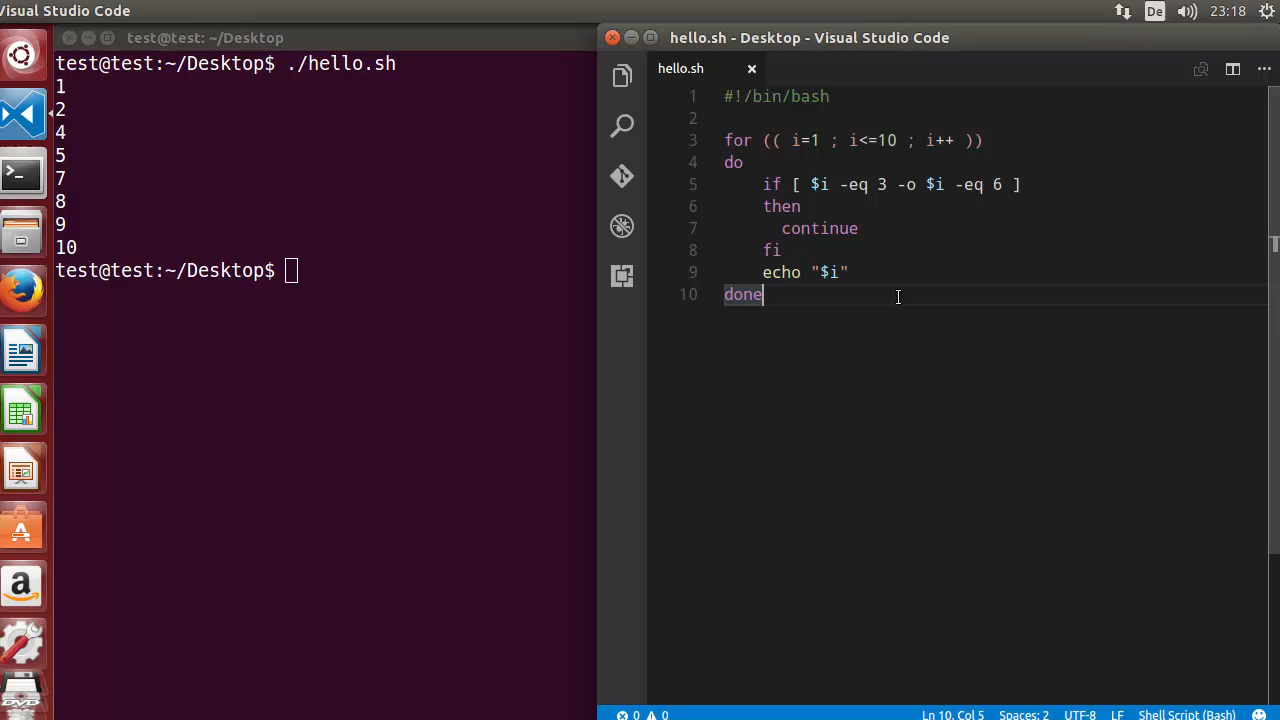 Visual Studio Code
De
23:18
test@test: ~/Desktop
test@test:~/Desktop$ ./hello.sh
1
2
4
5
7
8
9
10
test@test:~/Desktop$
hello.sh - Desktop - Visual Studio Code
hello.sh
1 #!/bin/bash
2
3 for (( i=1 ; i<=10 ; i++ ))
4 do
5 if [ $i -eq 3 -o $i -eq 6 ]
6 then
7 continue
8 fi
9 echo "$i"
10 done
0 0
Ln 10, Col 5 Spaces: 2 UTF-8 LF Shell Script (Bash)
a
DVD